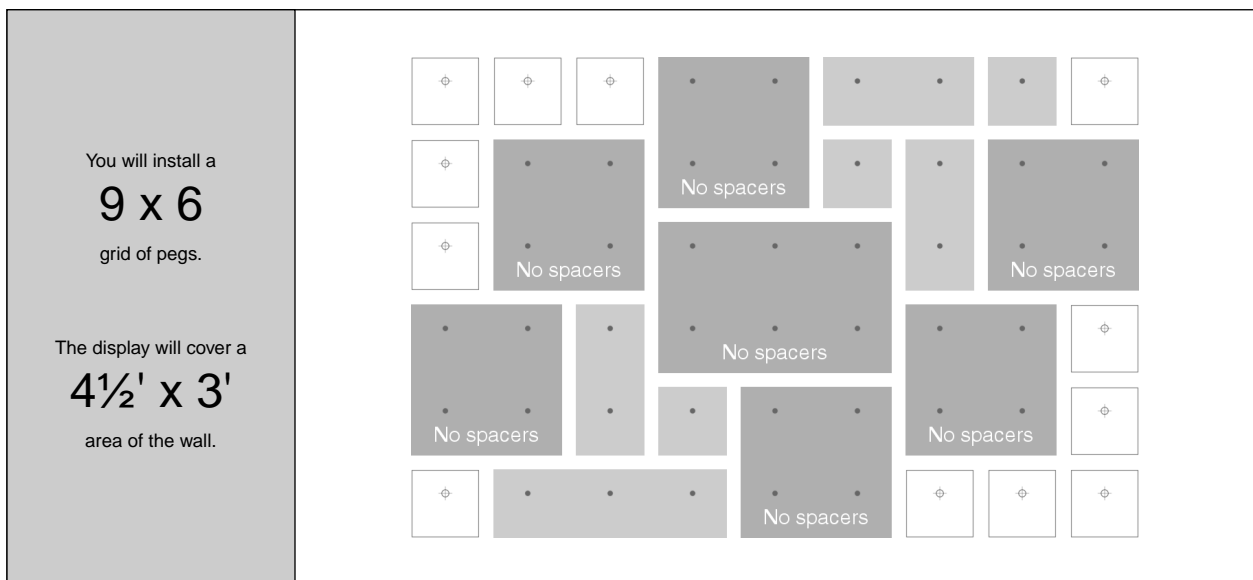 You will install a
9 x 6
grid of pegs.
The display will cover a
4½' x 3'
area of the wall.
No spacers
No spacers
No spacers
No spacers
No spacers
No spacers
No spacers